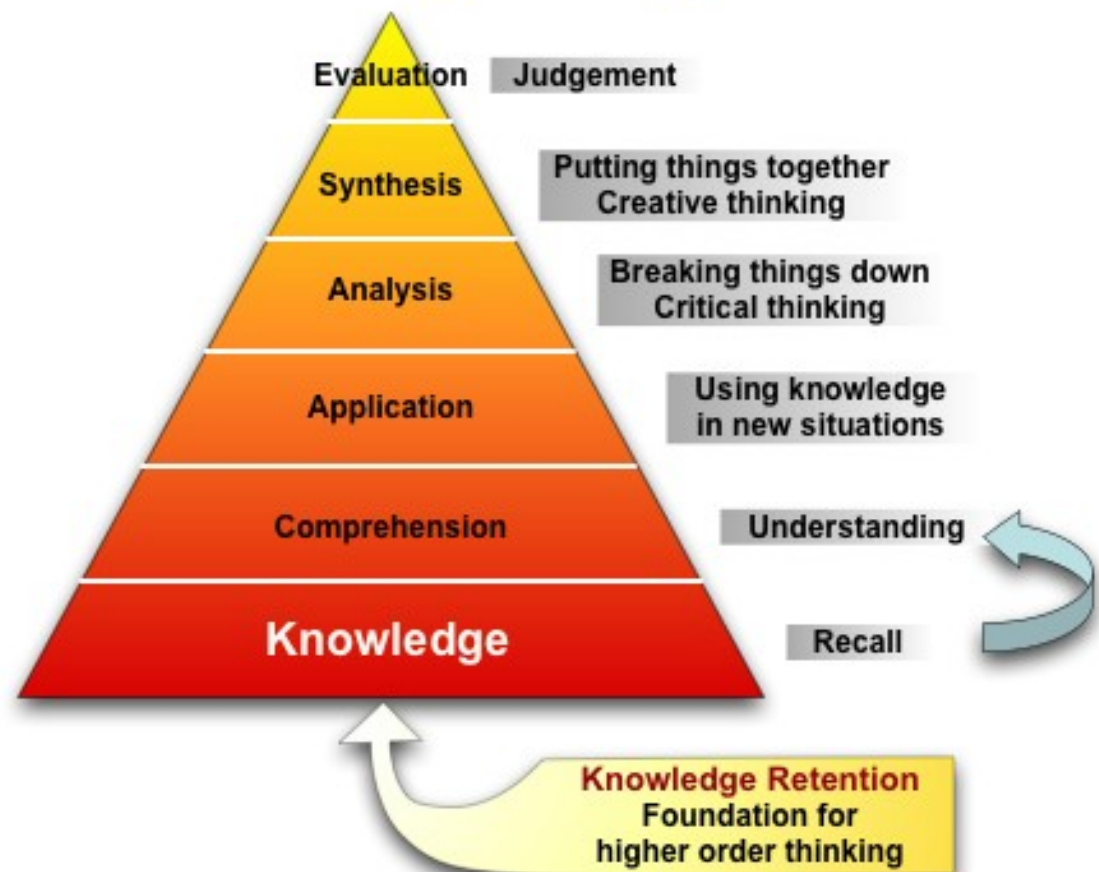 Evaluation
Judgement
Synthesis
Putting things together
Creative thinking
Analysis
Breaking things down
Critical thinking
Application
Using knowledge
in new situations
Comprehension
Understanding
Knowledge
Recall
Knowledge Retention
Foundation for
higher order thinking